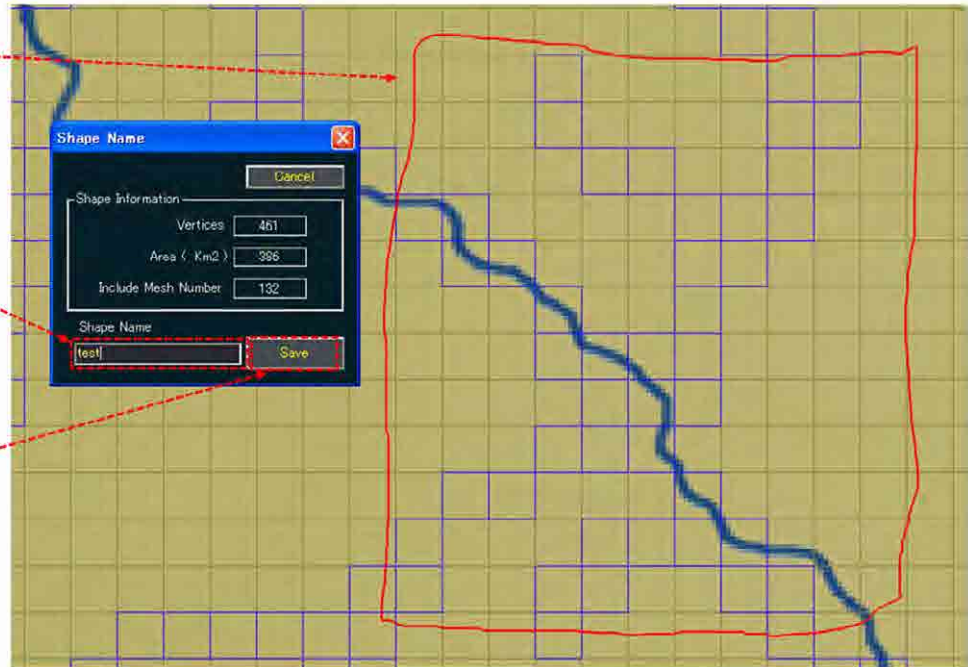 Shape Name
Cancel
Shape Information
Vertices 461
Area ( Km2 ) 396
Include Mesh Number 132
Shape Name
test Save